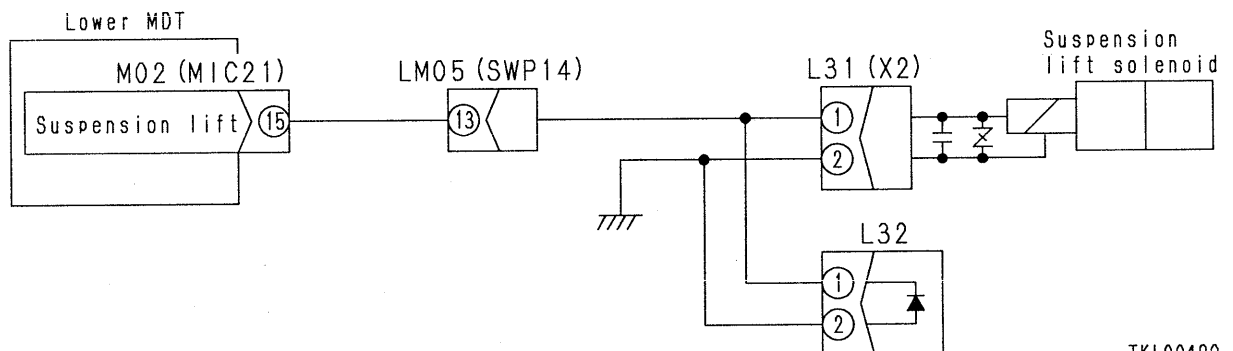 Lower MDT
M02 (MIC21)
Suspension lift
15
LM05 (SWP14)
13
L31 (X2)
1
2
Suspension
lift solenoid
L32
1
2